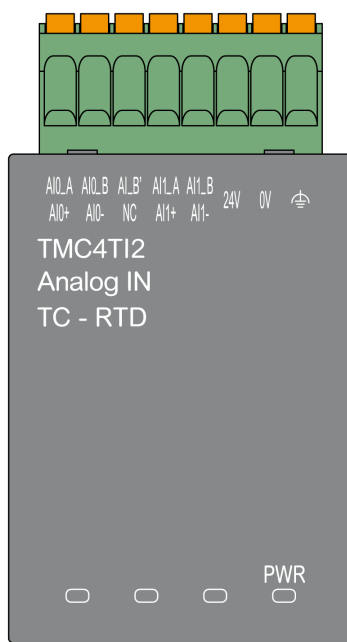 AI0_A AI0_B AI_B' AI1_A AI1_B 24V 0V
AI0+ AI0- NC AI1+ AI1-
TMC4TI2
Analog IN
TC - RTD
PWR